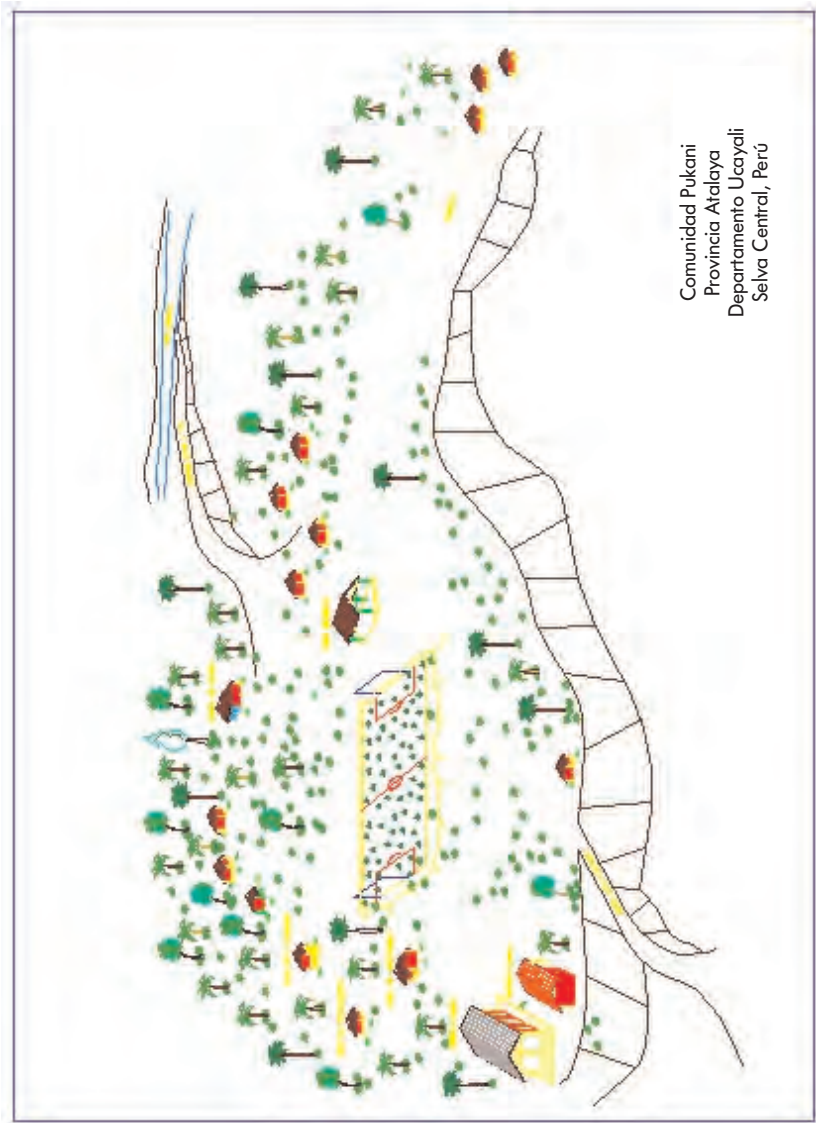 Comunidad Pukani
Provincia Atalaya
Departamento Ucayali
Selva Central, Perú